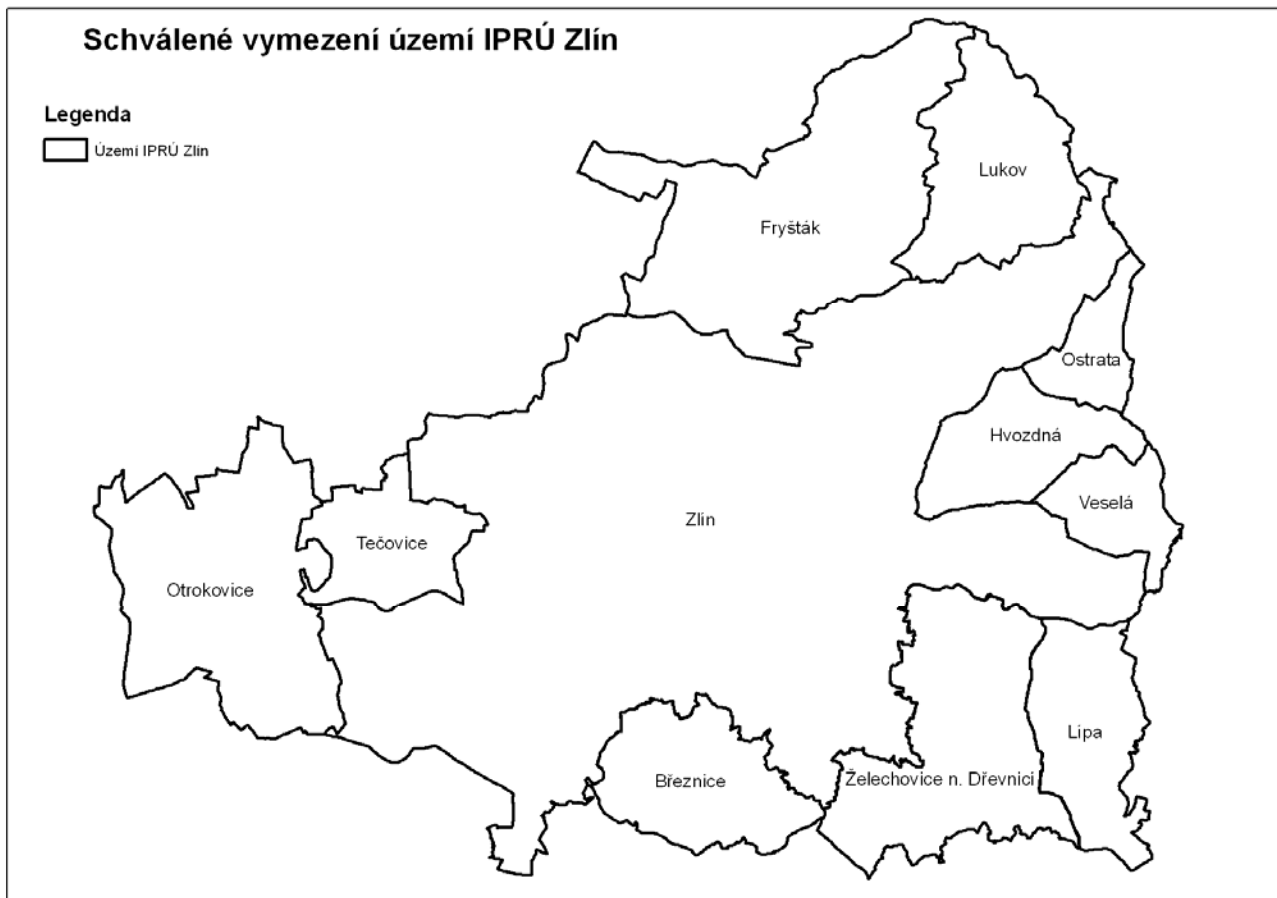 Schválené vymezení území IPRÚ Zlín
Legenda
Území IPRÚ Zlín
Lukov
Fryšták
Ostrata
Hvozdná
Veselá
Zlín
Tečovice
Otrokovice
Lípa
Březnice
Želechovice n. Dřevnicí